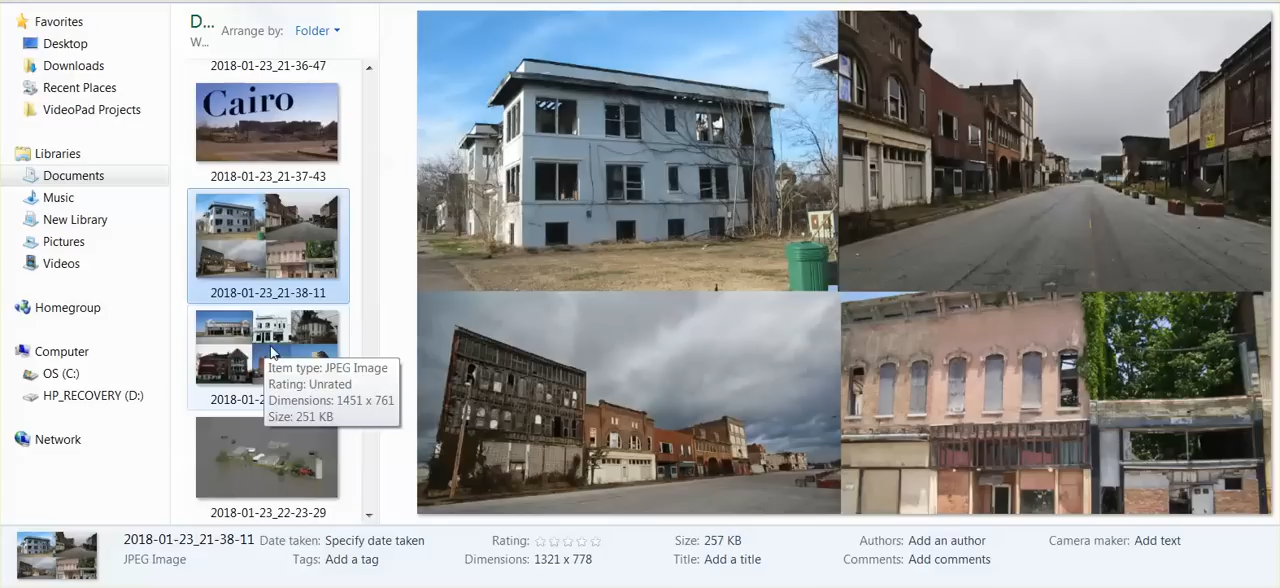 Favorites
Desktop
Downloads
Recent Places
VideoPad Projects
Libraries
Documents
Music
New Library
Pictures
Videos
Homegroup
Computer
OS (C:)
HP_RECOVERY (D:)
Network
D...
W...
Arrange by: Folder
2018-01-23_21-36-47
Cairo
2018-01-23_21-37-43
2018-01-23_21-38-11
2018-01-2
Item type: JPEG Image
Rating: Unrated
Dimensions: 1451 x 761
Size: 251 KB
2018-01-23_22-23-29
2018-01-23_21-38-11 Date taken: Specify date taken Rating: Size: 257 KB Authors: Add an author Camera maker: Add text
JPEG Image Tags: Add a tag Dimensions: 1321 x 778 Title: Add a title Comments: Add comments